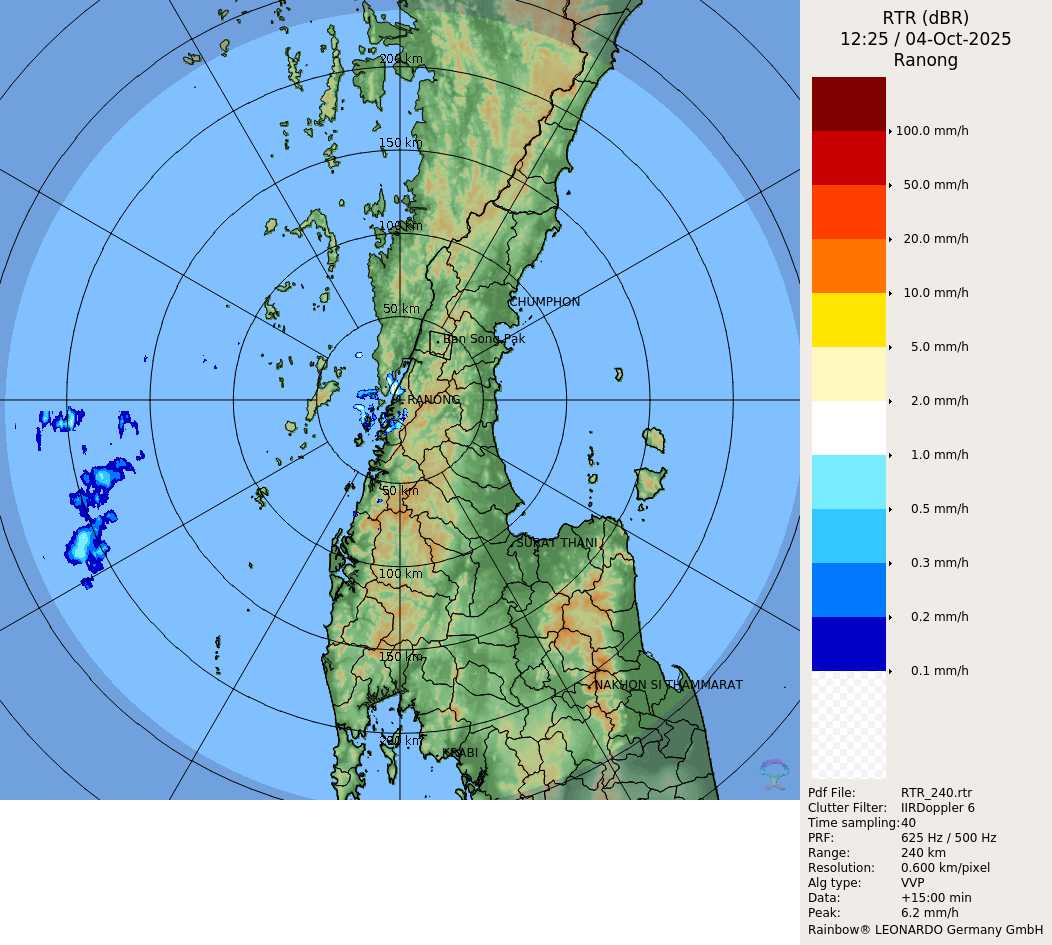 RTR (dBR)
12:25 / 04-Oct-2025
Ranong
100.0 mm/h
50.0 mm/h
20.0 mm/h
10.0 mm/h
5.0 mm/h
2.0 mm/h
1.0 mm/h
0.5 mm/h
0.3 mm/h
0.2 mm/h
0.1 mm/h
200 km
150 km
100 km
CHUMPHON
50 km
Ban Song Pak
RANONG
50 km
SURAT THANI
100 km
150 km
NAKHON SI THAMMARAT
200 km
KRABI
Pdf File: RTR_240.rtr
Clutter Filter: IIRDoppler 6
Time sampling:40
PRF: 625 Hz / 500 Hz
Range: 240 km
Resolution: 0.600 km/pixel
Alg type: VVP
Data: +15:00 min
Peak: 6.2 mm/h
Rainbow® LEONARDO Germany GmbH